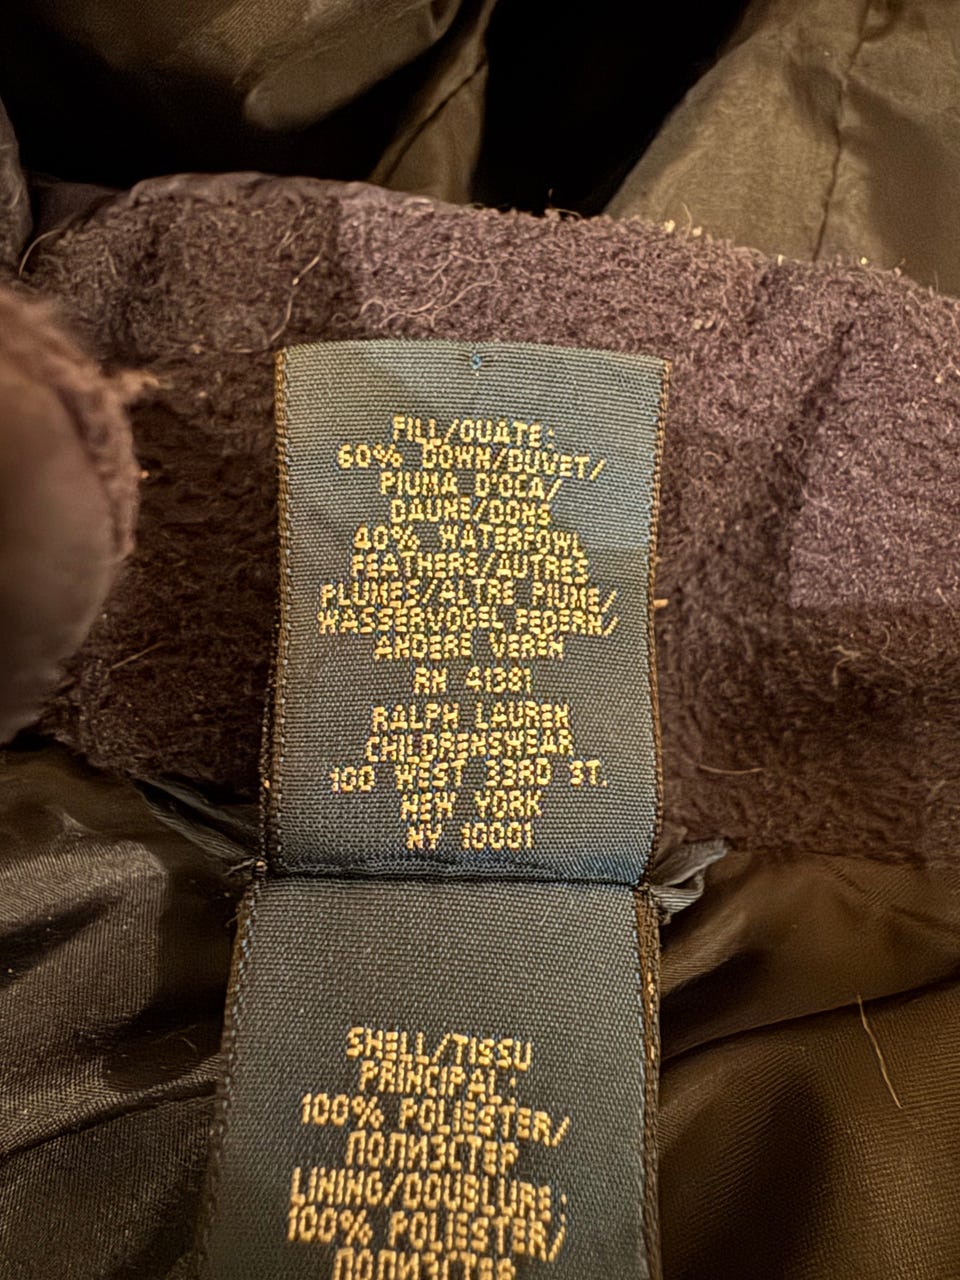 FILL/OUATE:
60% DOWN/DUVET/
PIUMA D'OCA/
DAUNE/DONS
40% WATERFOWL
FEATHERS/AUTRES
PLUMES/ALTRE PIUME/
WASSERVOGEL FEDERN/
ANDERE VEREN
RN 41381
RALPH LAUREN
CHILDRENSWEAR
100 WEST 33RD ST.
NEW YORK
NY 10001
SHELL/TISSU
PRINCIPAL:
100% POLIESTER/
ПОЛИЭСТЕР
LINING/DOUBLURE:
100% POLIESTER/
ПОЛИЭСТЕР